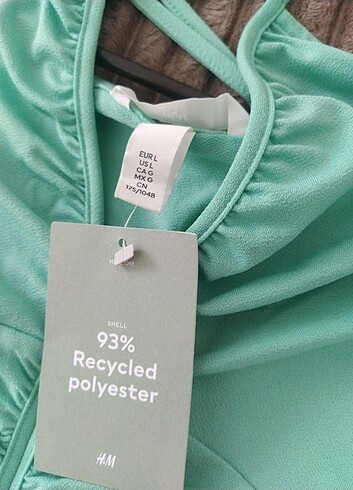 EUR L
US L
CA G
MX G
CN
175/104B
SHELL
93%
Recycled
polyester
H&M